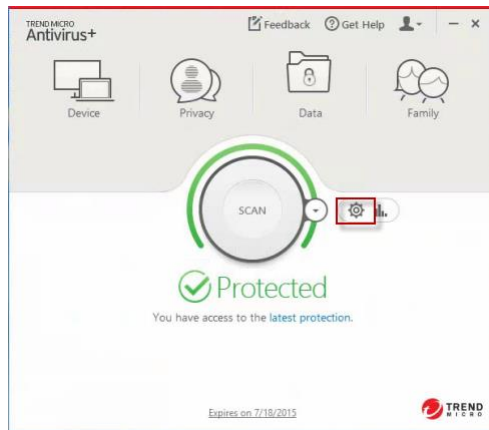 TREND MICRO
Antivirus+
Feedback
Get Help
Device
Privacy
Data
Family
SCAN
Protected
You have access to the latest protection.
Expires on 7/18/2015
TREND
MICRO